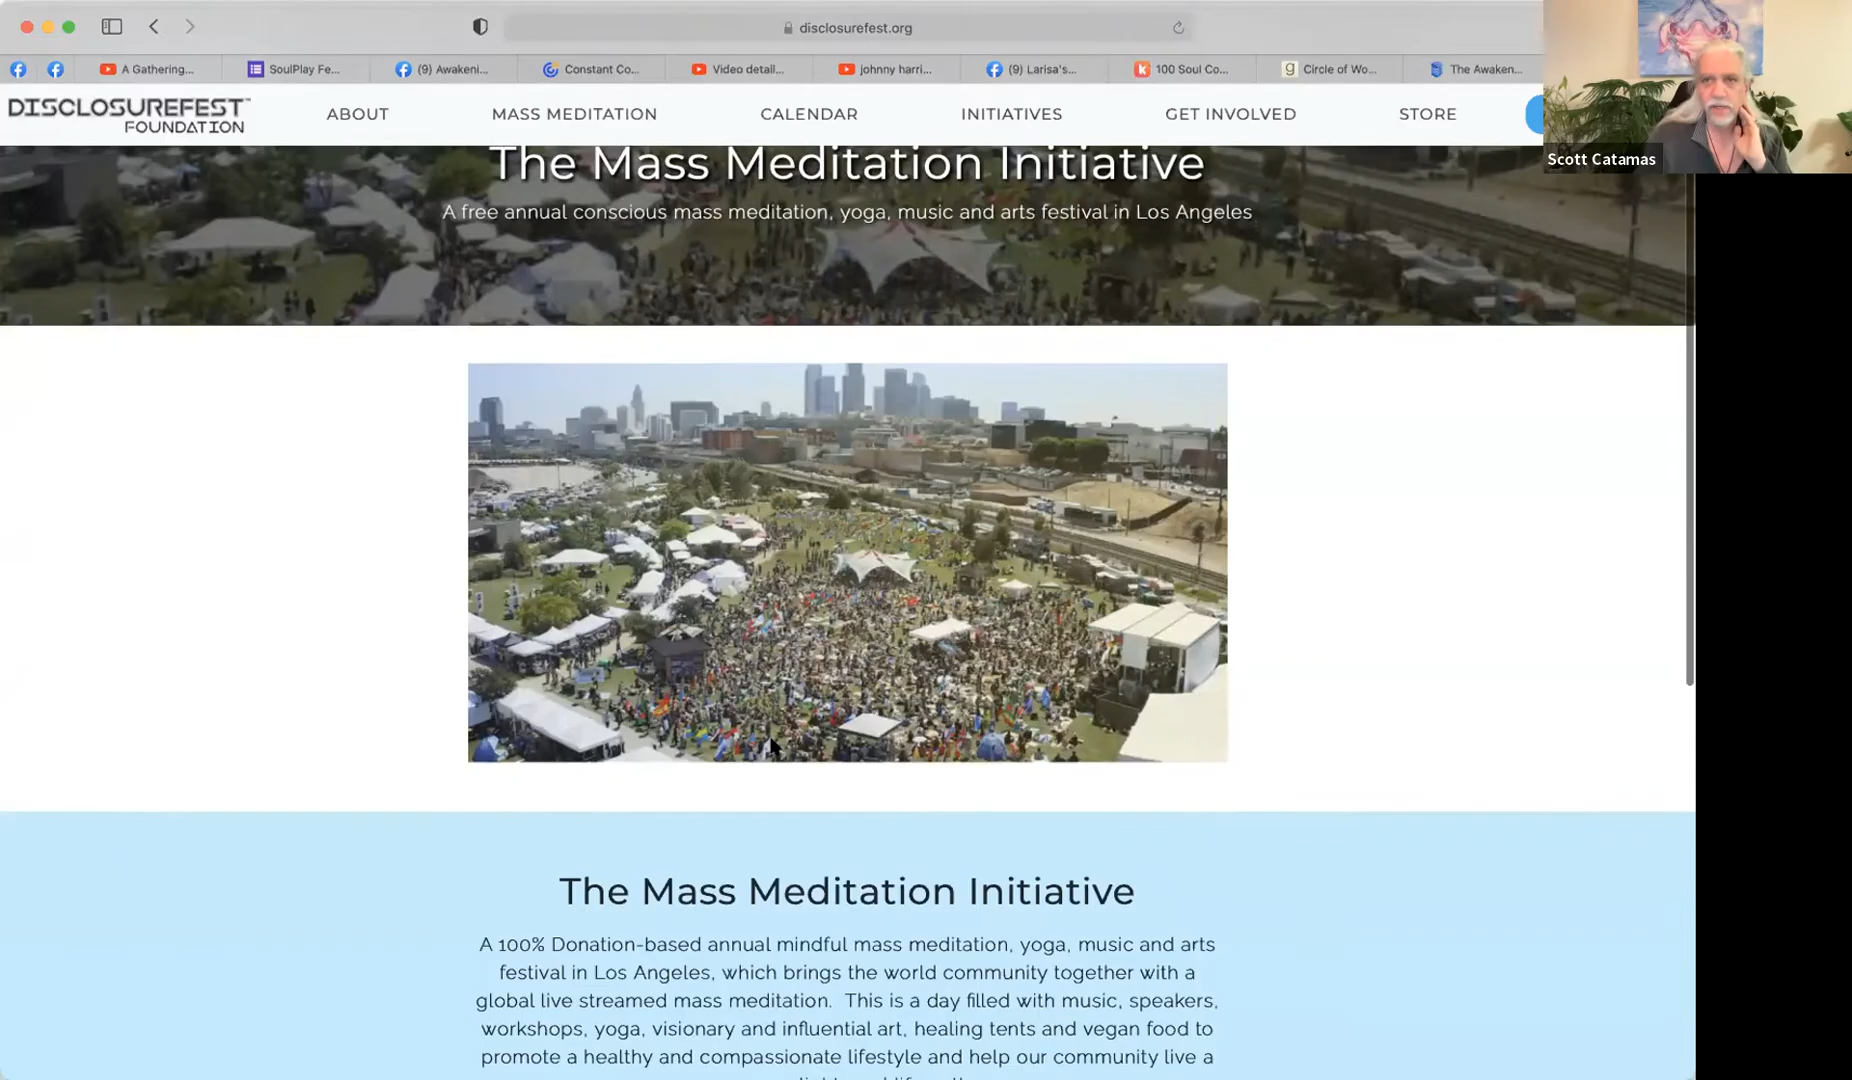 disclosurefest.org
A Gathering...
SoulPlay Fe...
(9) Awakeni...
Constant Co...
Video detail...
johnny harri...
(9) Larisa's...
100 Soul Co...
Circle of Wo...
The Awaken...
DISCLOSUREFEST™
FOUNDATION
ABOUT
MASS MEDITATION
CALENDAR
INITIATIVES
GET INVOLVED
STORE
Scott Catamas
The Mass Meditation Initiative
A free annual conscious mass meditation, yoga, music and arts festival in Los Angeles
The Mass Meditation Initiative
A 100% Donation-based annual mindful mass meditation, yoga, music and arts
festival in Los Angeles, which brings the world community together with a
global live streamed mass meditation. This is a day filled with music, speakers,
workshops, yoga, visionary and influential art, healing tents and vegan food to
promote a healthy and compassionate lifestyle and help our community live a